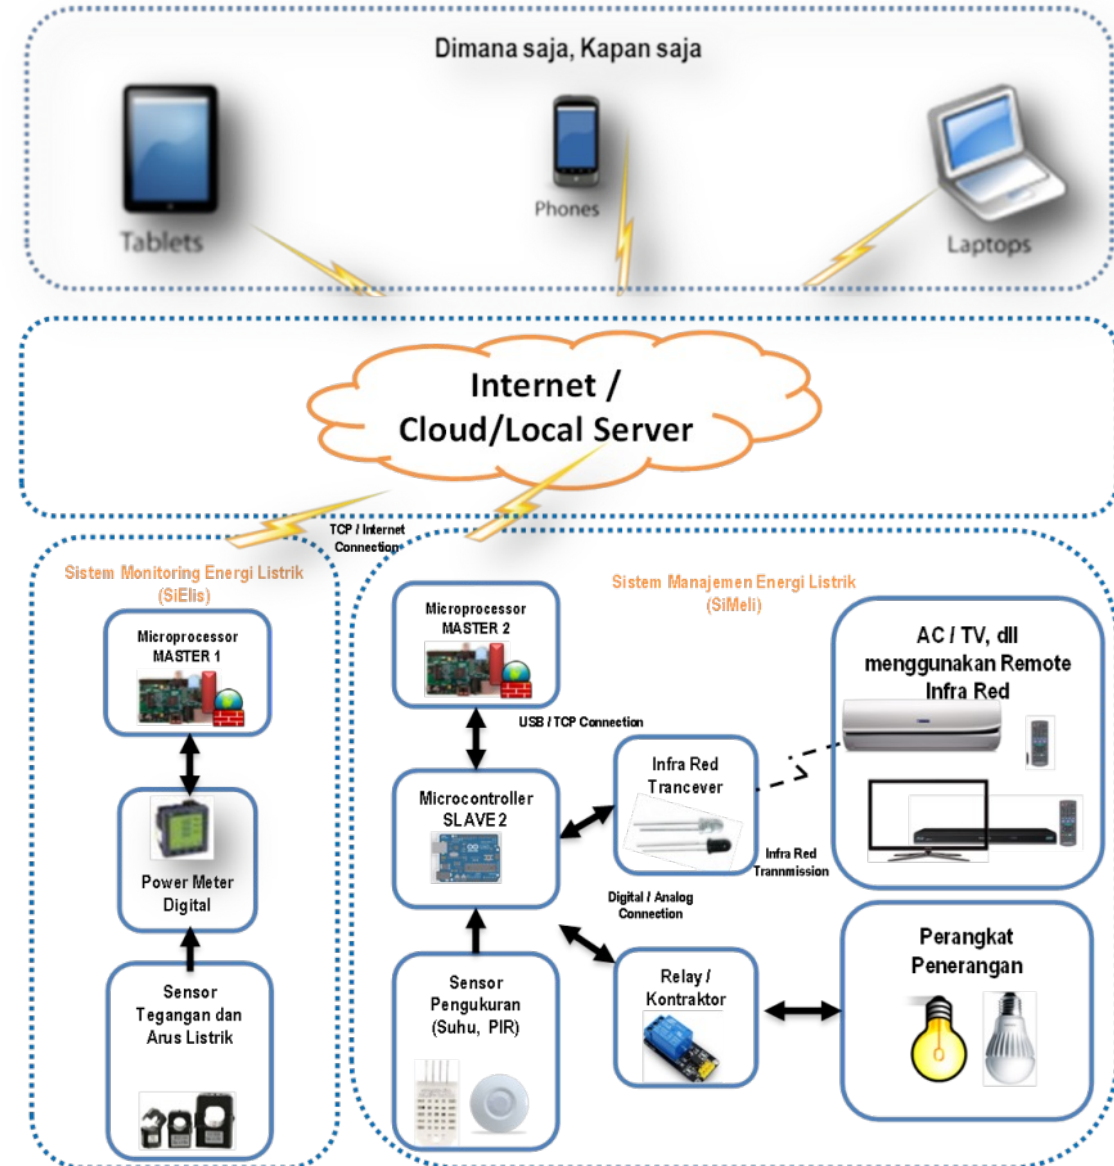 Dimana saja, Kapan saja
Tablets
Phones
Laptops
Internet /
Cloud/Local Server
TCP / Internet
Connection
Sistem Monitoring Energi Listrik
(SiElis)
Microprocessor
MASTER 1
Power Meter
Digital
Sensor
Tegangan dan
Arus Listrik
Sistem Manajemen Energi Listrik
(SiMeli)
Microprocessor
MASTER 2
USB / TCP Connection
Microcontroller
SLAVE 2
Infra Red
Trancever
Infra Red
Trannmission
AC / TV, dll
menggunakan Remote
Infra Red
Digital / Analog
Connection
Sensor
Pengukuran
(Suhu, PIR)
Relay /
Kontraktor
Perangkat
Penerangan